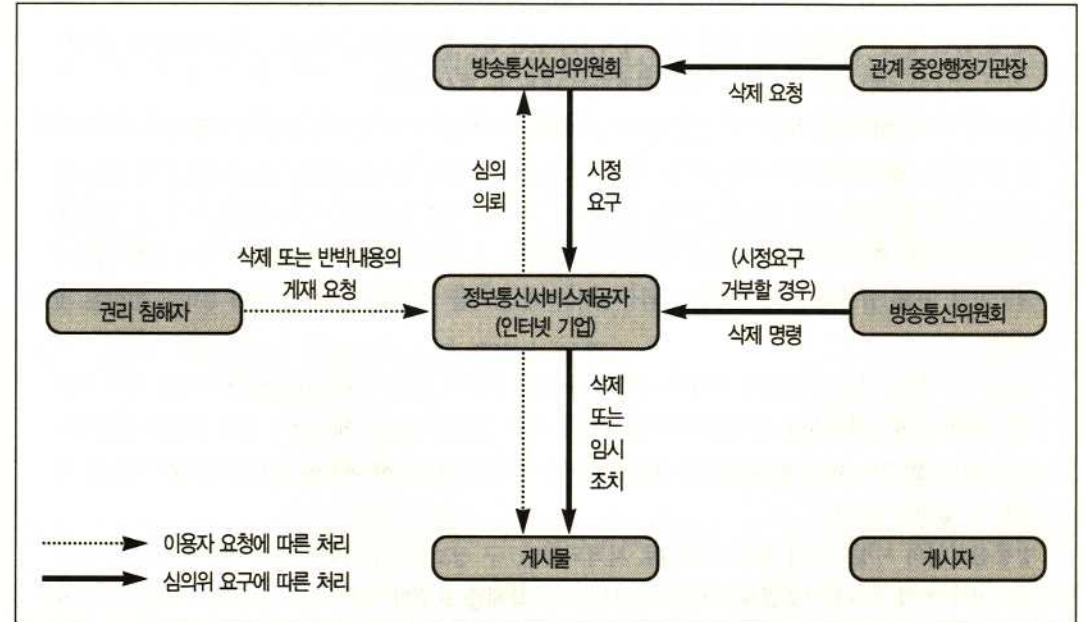 방송통신심의위원회
관계 중앙행정기관장
삭제 요청
심의
의뢰
시정
요구
삭제 또는 반박내용의
게재 요청
(시정요구
거부할 경우)
권리 침해자
정보통신서비스제공자
(인터넷 기업)
방송통신위원회
삭제 명령
삭제
또는
임시
조치
이용자 요청에 따른 처리
심의위 요구에 따른 처리
게시물
게시자